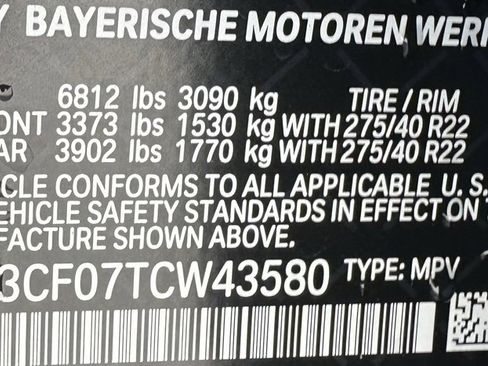 Y BAYERISCHE MOTOREN WERK
6812 lbs 3090 kg TIRE / RIM
ONT 3373 lbs 1530 kg WITH 275/40 R22
AR 3902 lbs 1770 kg WITH 275/40 R22
CLE CONFORMS TO ALL APPLICABLE U. S.
VEHICLE SAFETY STANDARDS IN EFFECT ON T
FACTURE SHOWN ABOVE.
3CF07TCW43580 TYPE: MPV